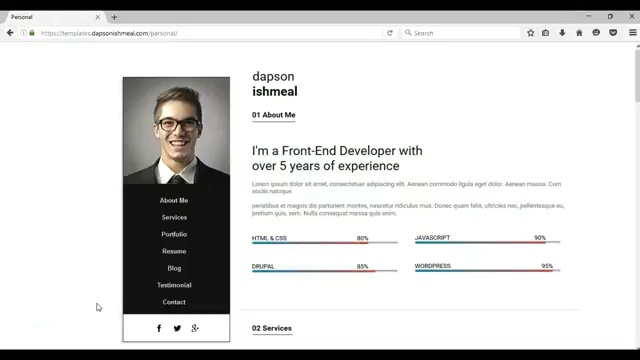 Personal
https://templates.dapsonishmeal.com/personal/
Search
dapson
ishmeal
01 About Me
I'm a Front-End Developer with
over 5 years of experience
Lorem ipsum dolor sit amet, consectetuer adipiscing elit. Aenean commodo ligula eget dolor. Aenean massa. Cum
sociis natoque
penatibus et magnis dis parturient montes, nascetur ridiculus mus. Donec quam felis, ultricies nec, pellentesque eu,
pretium quis, sem. Nulla consequat massa quis enim.
HTML & CSS 80%
JAVASCRIPT 90%
DRUPAL 85%
WORDPRESS 95%
About Me
Services
Portfolio
Resume
Blog
Testimonial
Contact
02 Services